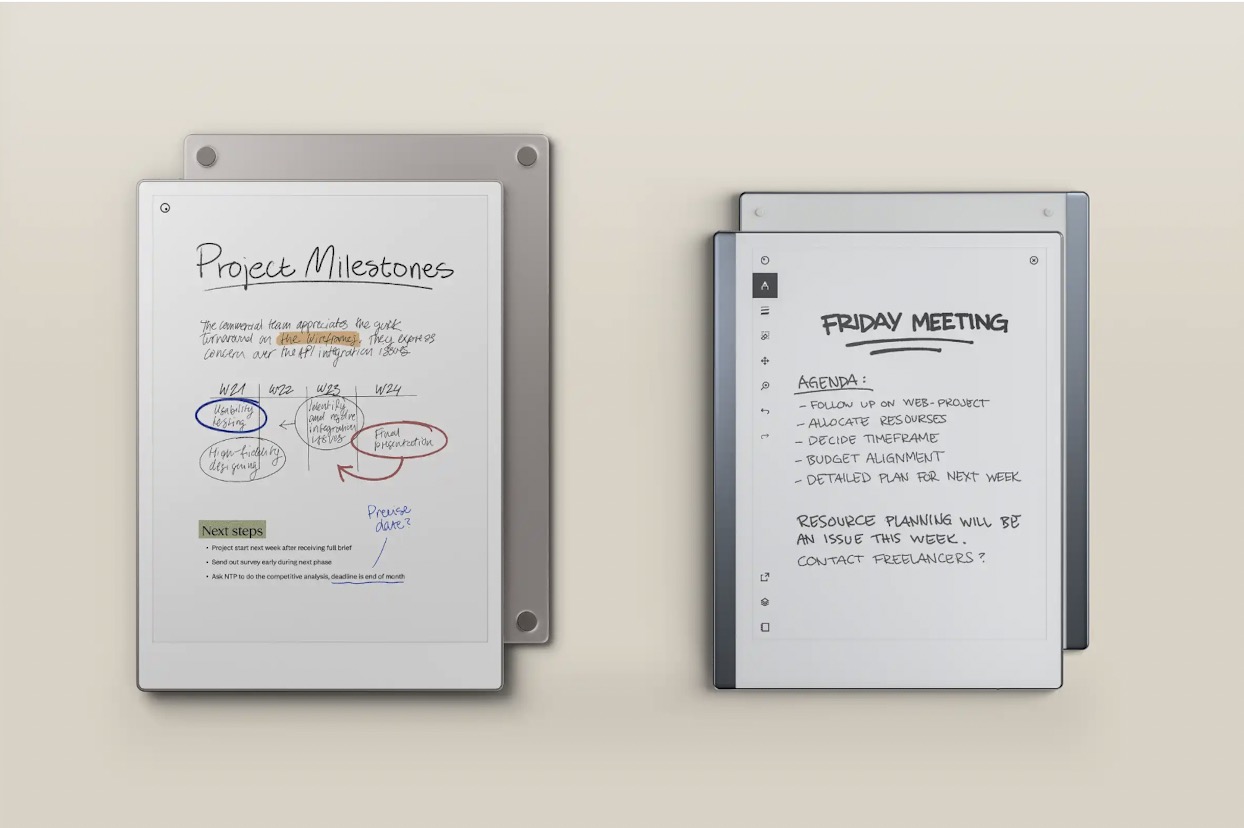 Project Milestones
The commercial team appreciates the quick
turnaround on the wireframes, they express
concern over the API integration issues
W21 W22 W23 W24
Usability
testing
Identify
and resolve
integration
issues
Final
presentation
High-fidelity
designing
Precise
date?
Next steps
• Project start next week after receiving full brief
• Send out survey early during next phase
• Ask NTP to do the competitive analysis, deadline is end of month
FRIDAY MEETING
AGENDA:
- FOLLOW UP ON WEB-PROJECT
- ALLOCATE RESOURSES
- DECIDE TIMEFRAME
- BUDGET ALIGNMENT
- DETAILED PLAN FOR NEXT WEEK
RESOURCE PLANNING WILL BE
AN ISSUE THIS WEEK.
CONTACT FREELANCERS?